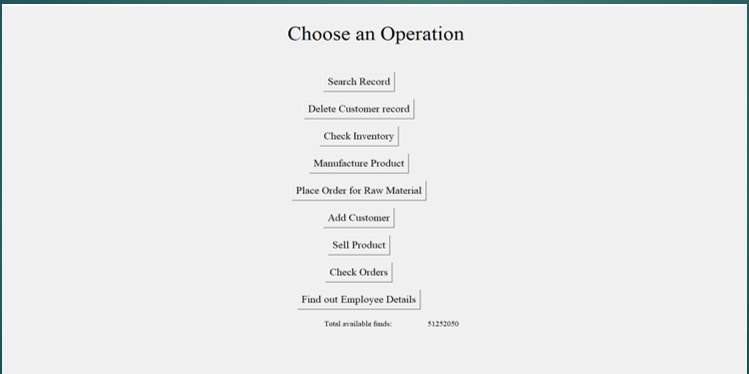 Choose an Operation
Search Record
Delete Customer record
Check Inventory
Manufacture Product
Place Order for Raw Material
Add Customer
Sell Product
Check Orders
Find out Employee Details
Total available funds: 51252050